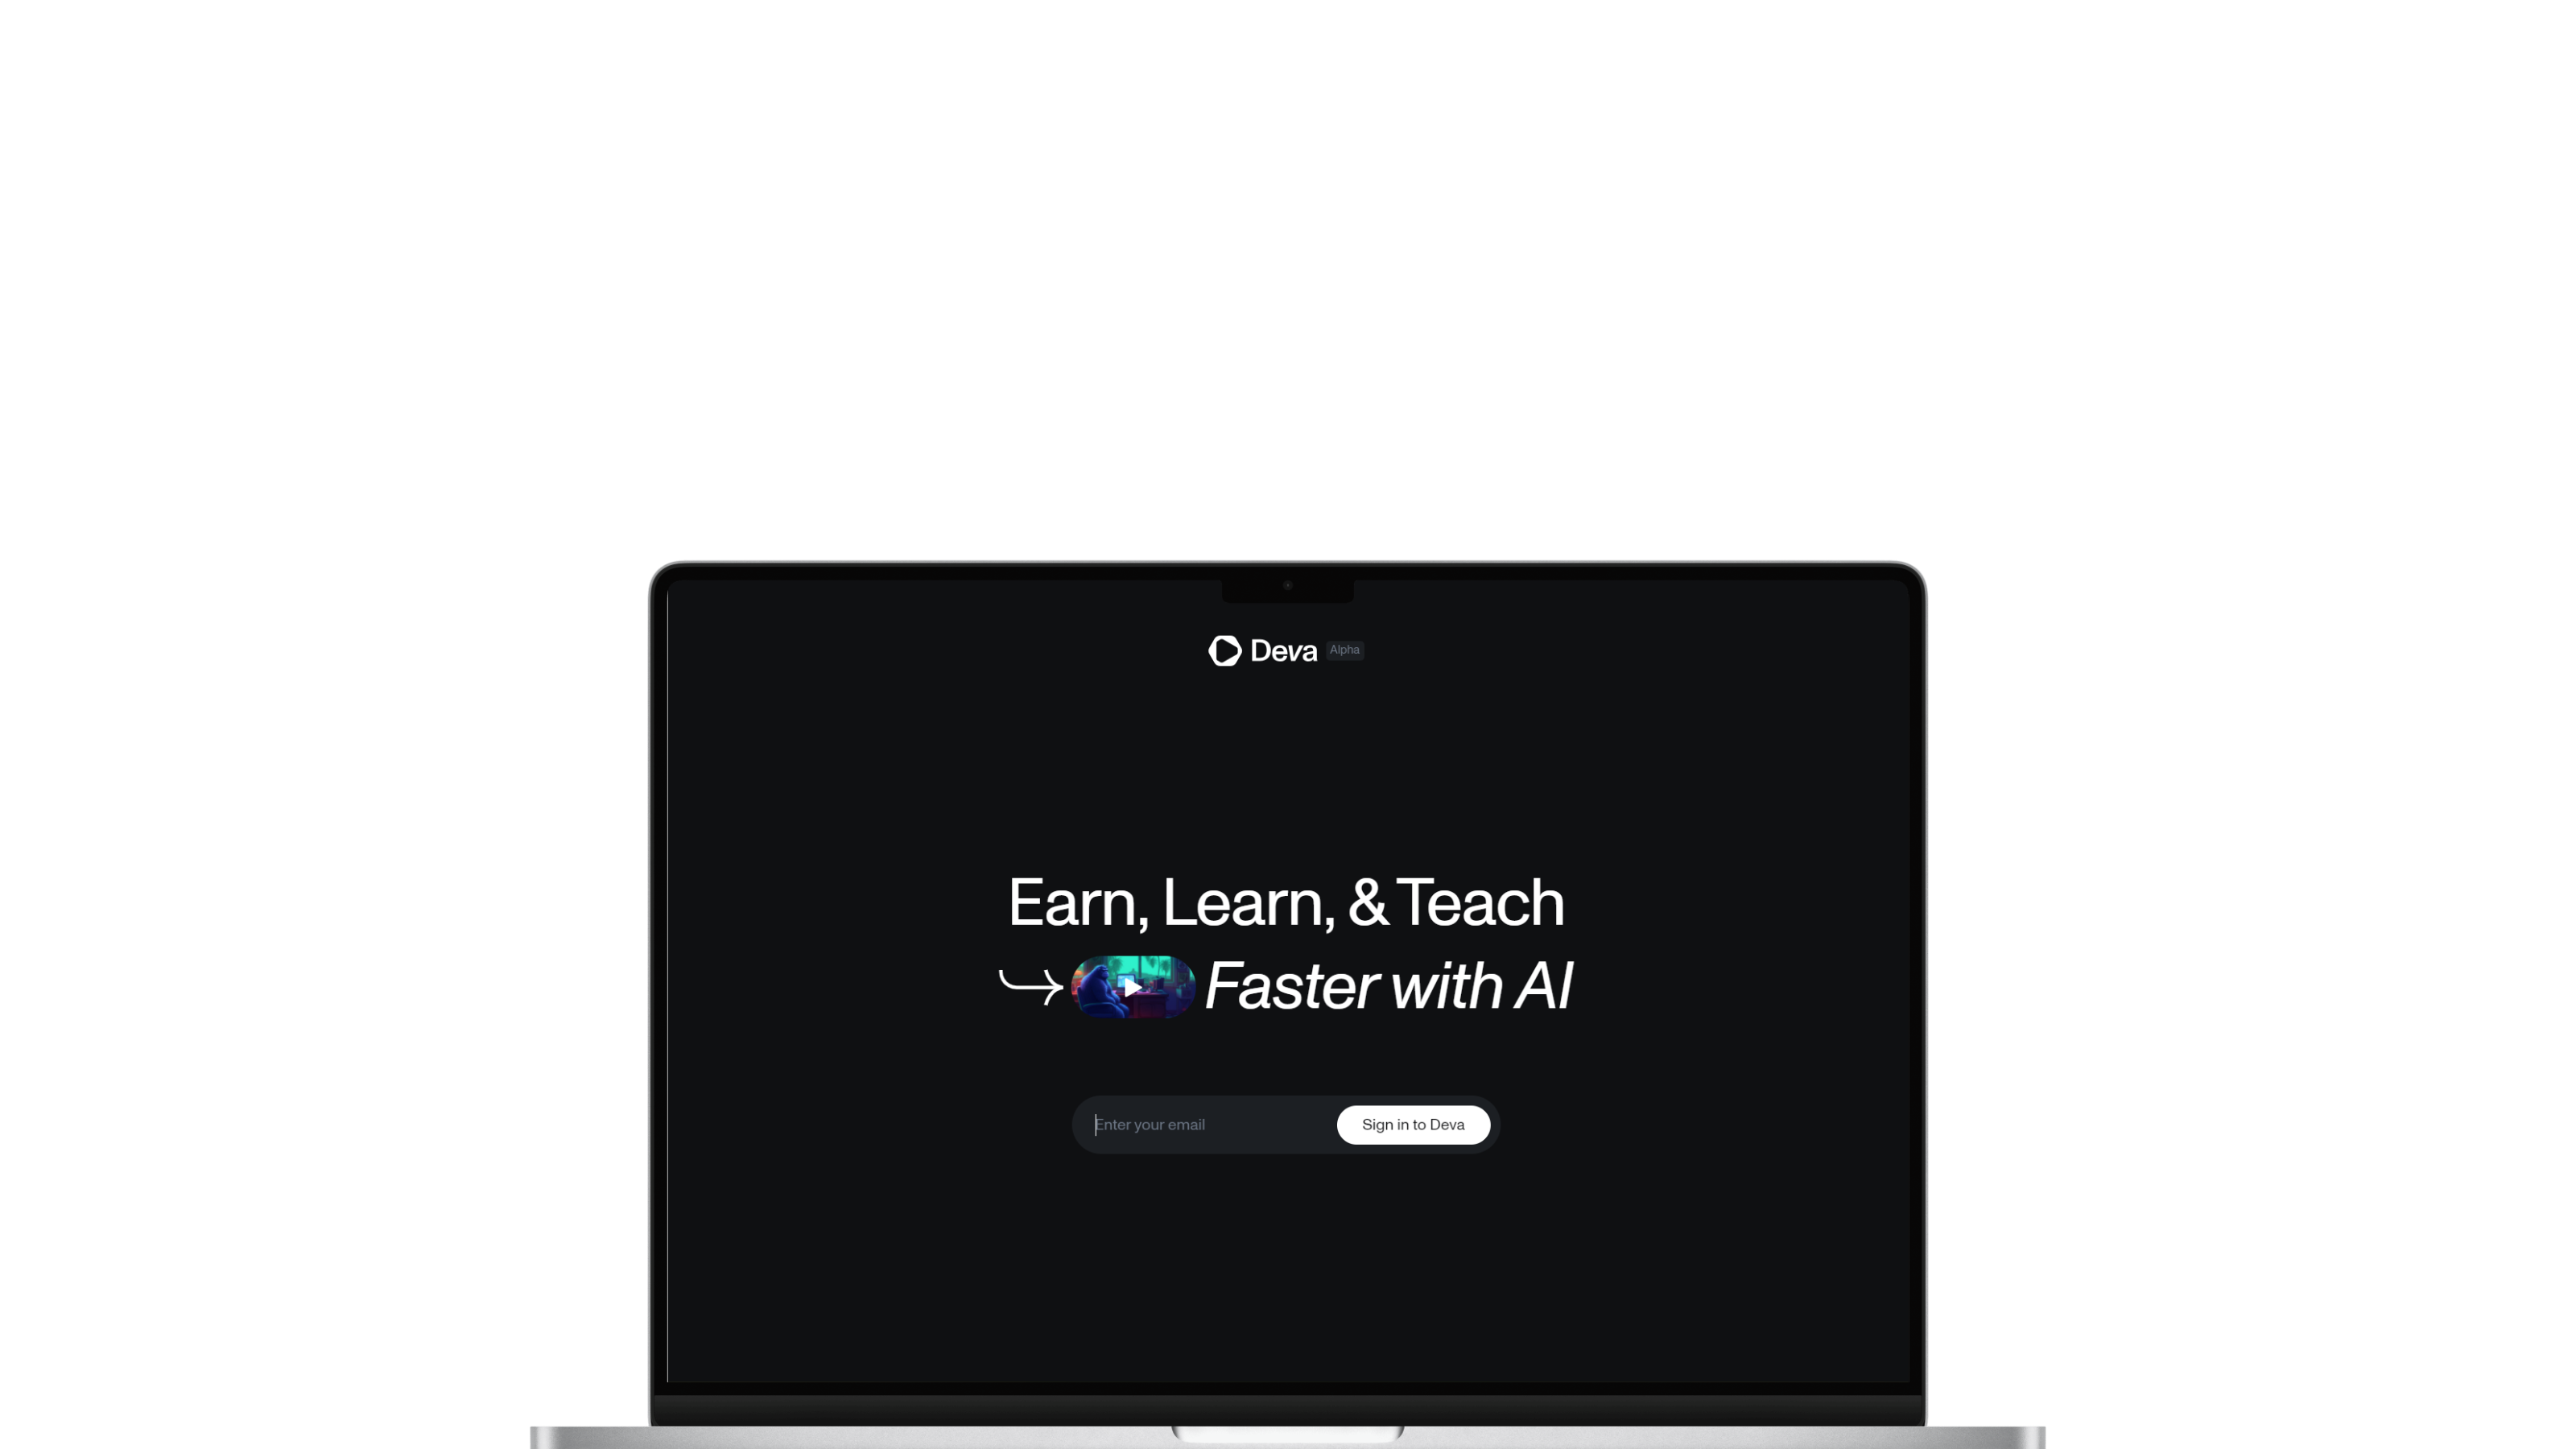 Deva Alpha
Earn, Learn, & Teach
Faster with AI
Enter your email Sign in to Deva